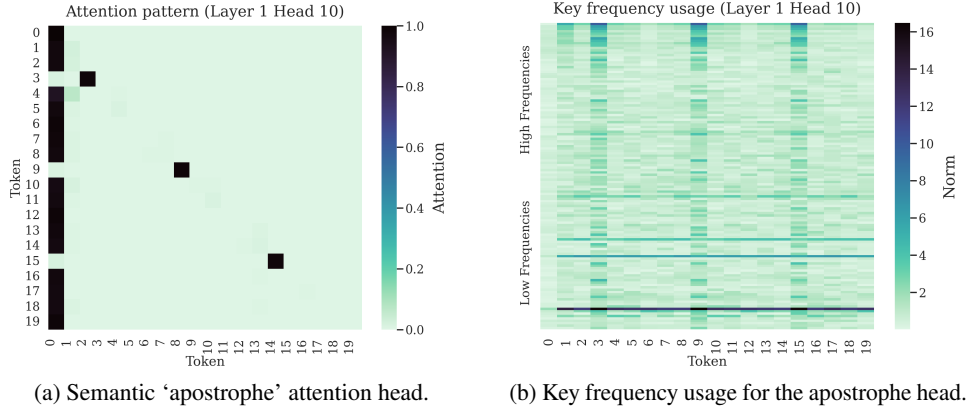 Attention pattern (Layer 1 Head 10)
0
1
2
3
4
5
6
7
8
9
10
11
12
13
14
15
16
17
18
19
Token
0 1 2 3 4 5 6 7 8 9 10 11 12 13 14 15 16 17 18 19
Token
1.0
0.8
0.6
0.4
0.2
0.0
Attention
(a) Semantic ‘apostrophe’ attention head.
Key frequency usage (Layer 1 Head 10)
High Frequencies
Low Frequencies
0 1 2 3 4 5 6 7 8 9 10 11 12 13 14 15 16 17 18 19
Token
16
14
12
10
8
6
4
2
Norm
(b) Key frequency usage for the apostrophe head.